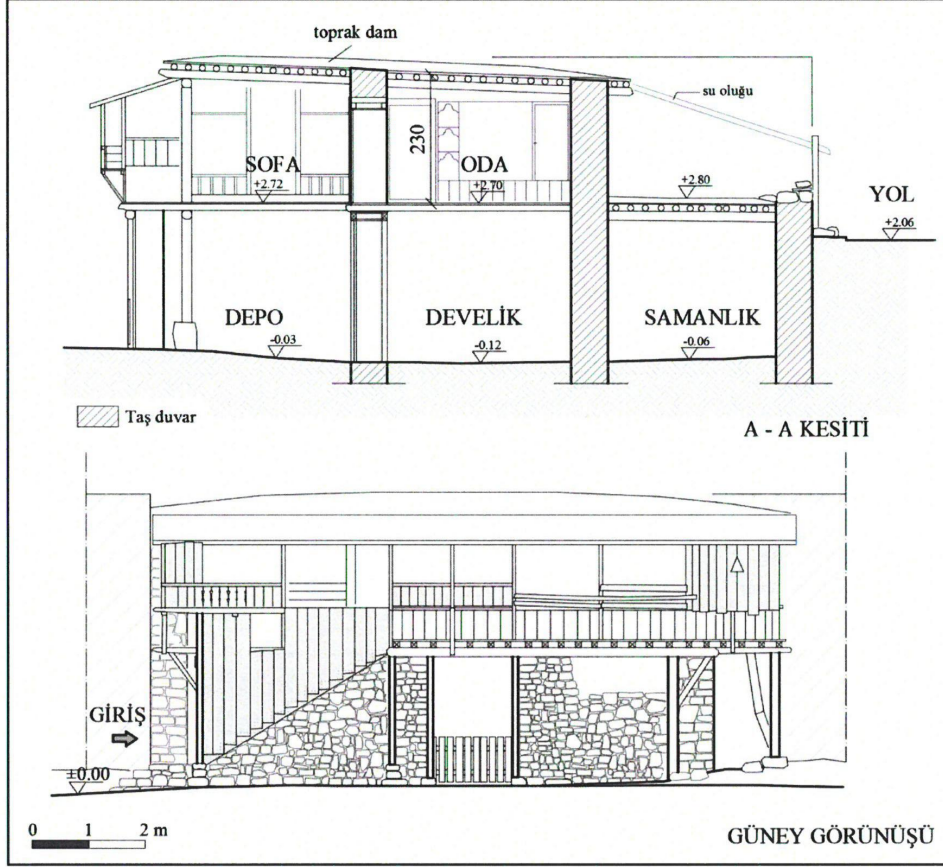 toprak dam
su oluğu
230
SOFA
+2.72
ODA
+2.70
+2.80
YOL
+2.06
DEPO
-0.03
DEVELİK
-0.12
SAMANLIK
-0.06
Taş duvar
A - A KESİTİ
GİRİŞ
±0.00
0 1 2 m
GÜNEY GÖRÜNÜŞÜ